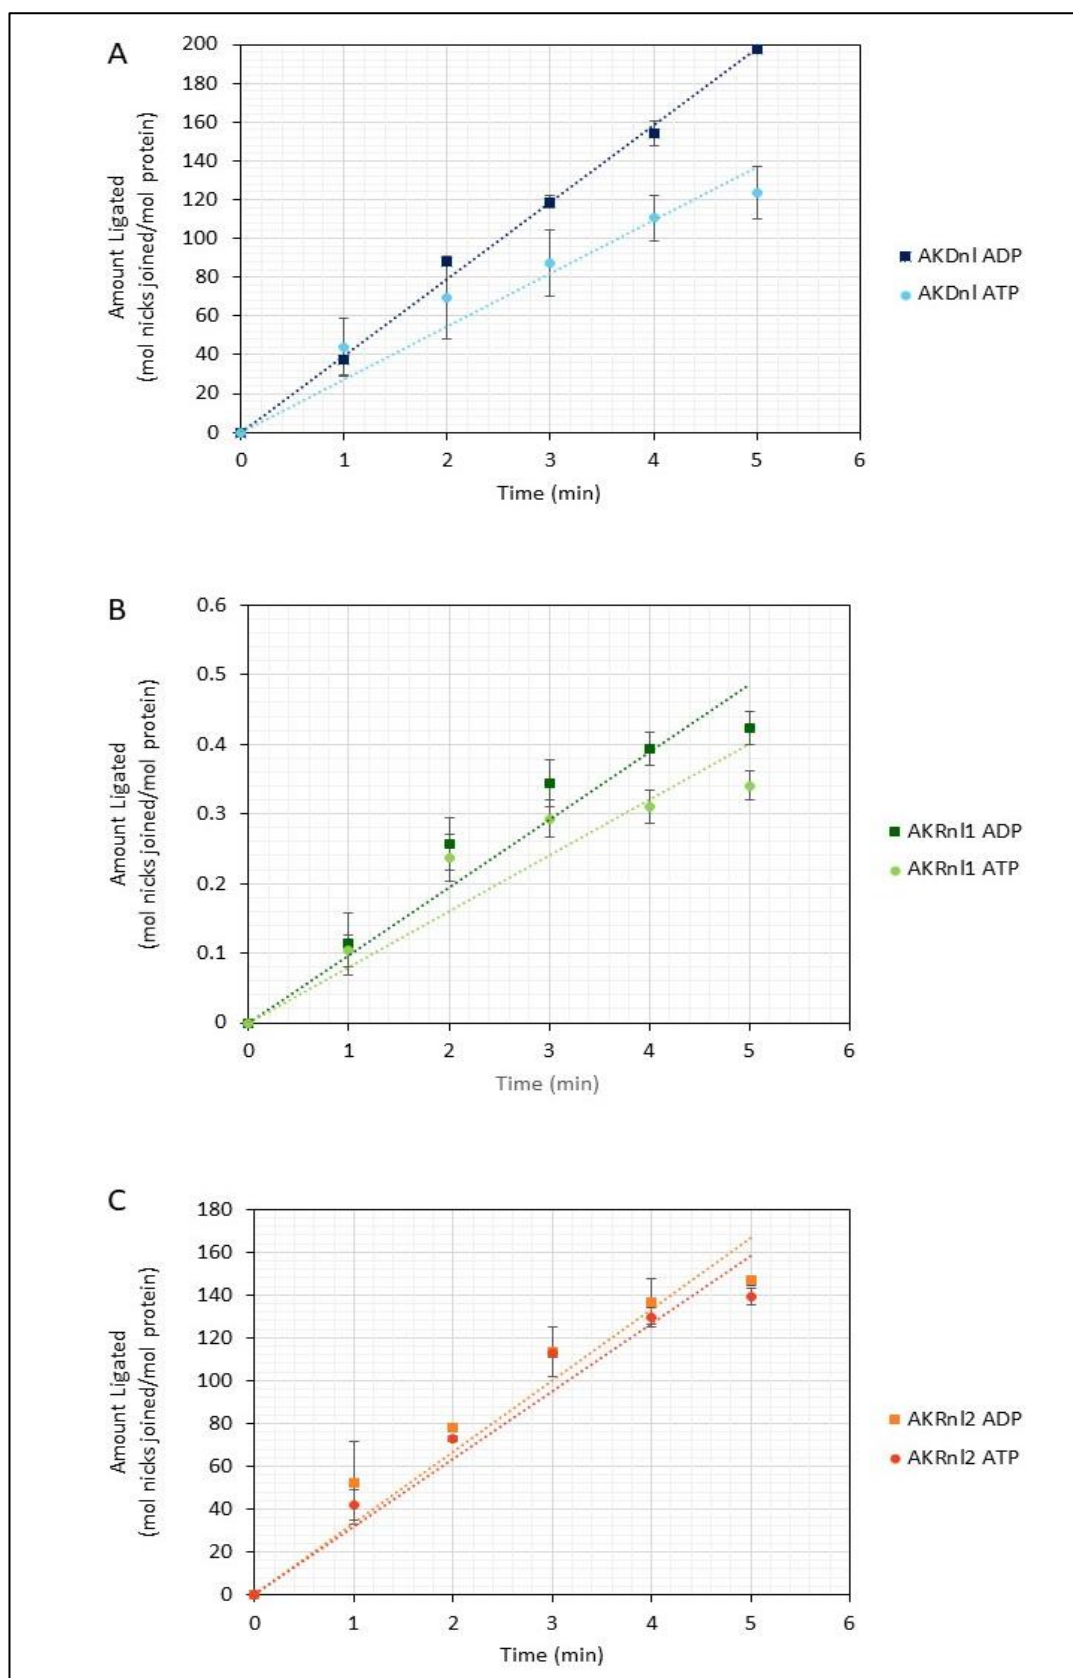 A
200
180
160
140
120
100
80
60
40
20
0
0 1 2 3 4 5 6
Time (min)
Amount Ligated
(mol nicks joined/mol protein)
AKDnl ADP
AKDnl ATP
B
0.6
0.5
0.4
0.3
0.2
0.1
0
0 1 2 3 4 5 6
Time (min)
Amount Ligated
(mol nicks joined/mol protein)
AKRnl1 ADP
AKRnl1 ATP
C
180
160
140
120
100
80
60
40
20
0
0 1 2 3 4 5 6
Time (min)
Amount Ligated
(mol nicks joined/mol protein)
AKRnl2 ADP
AKRnl2 ATP